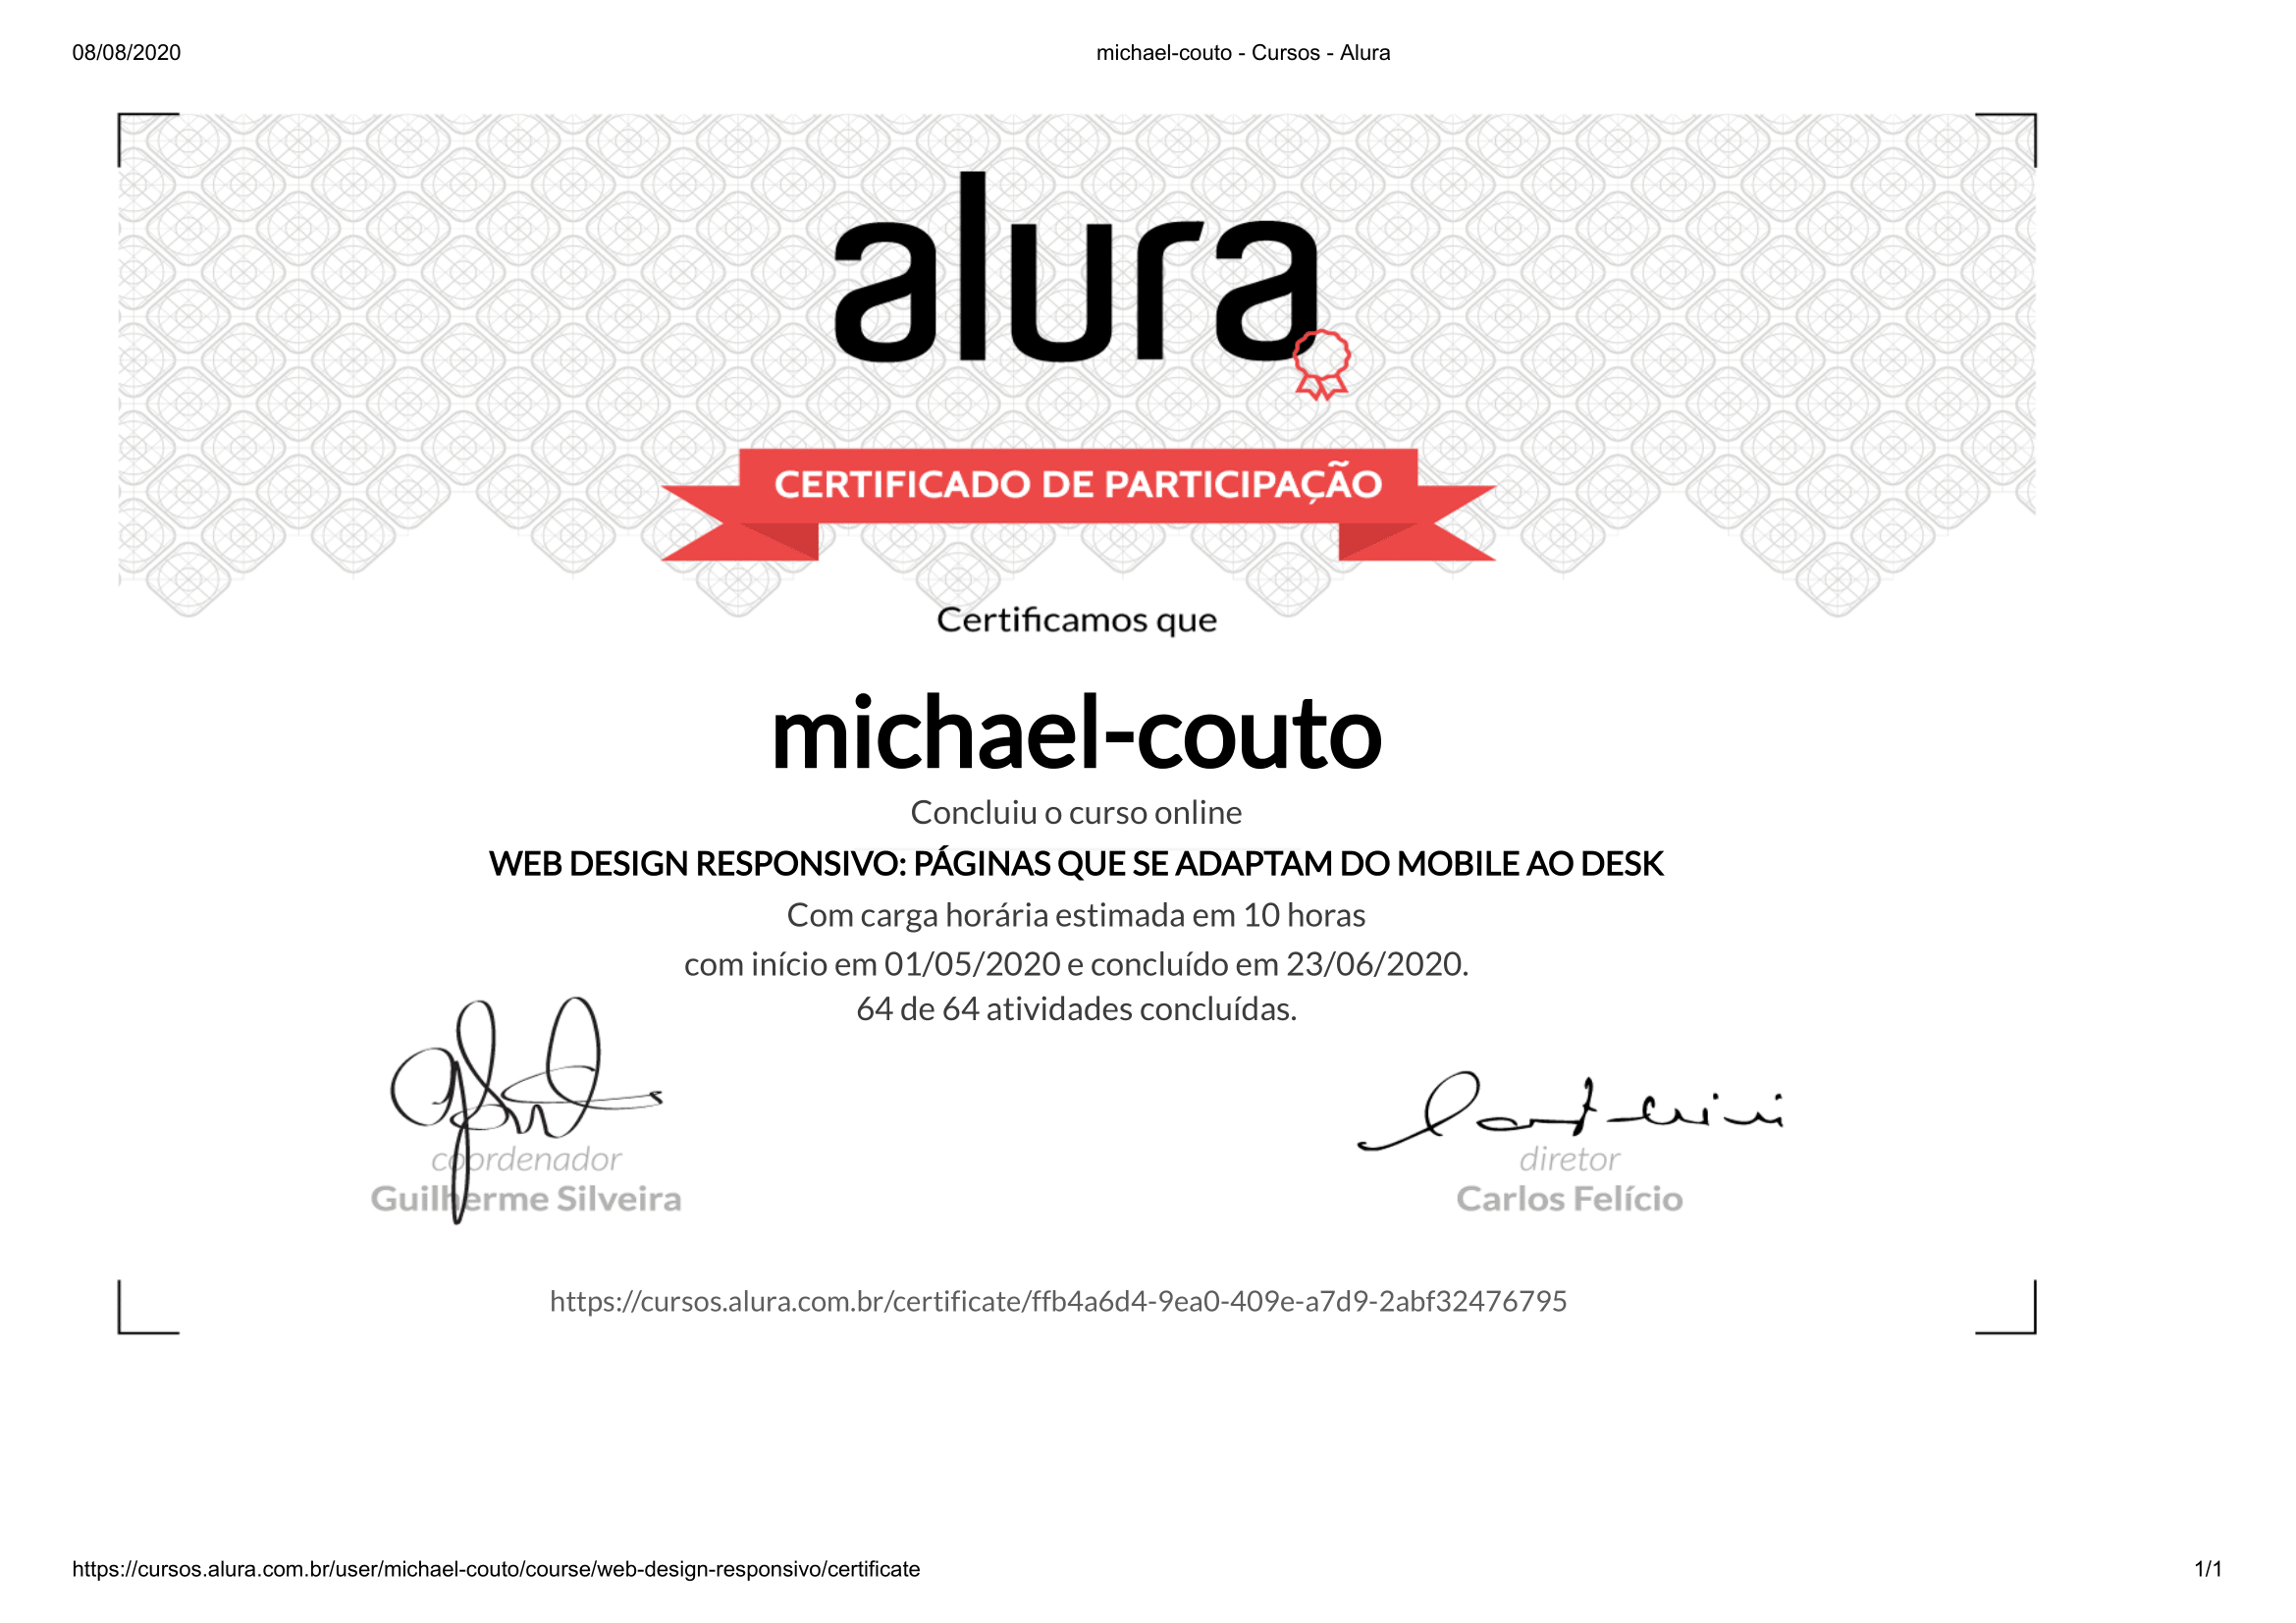 08/08/2020
michael-couto - Cursos - Alura
alura
CERTIFICADO DE PARTICIPAÇÃO
Certificamos que
michael-couto
Concluiu o curso online
WEB DESIGN RESPONSIVO: PÁGINAS QUE SE ADAPTAM DO MOBILE AO DESK
Com carga horária estimada em 10 horas
com início em 01/05/2020 e concluído em 23/06/2020.
64 de 64 atividades concluídas.
coordenador
Guilherme Silveira
diretor
Carlos Felício
https://cursos.alura.com.br/certificate/ffb4a6d4-9ea0-409e-a7d9-2abf32476795
https://cursos.alura.com.br/user/michael-couto/course/web-design-responsivo/certificate
1/1